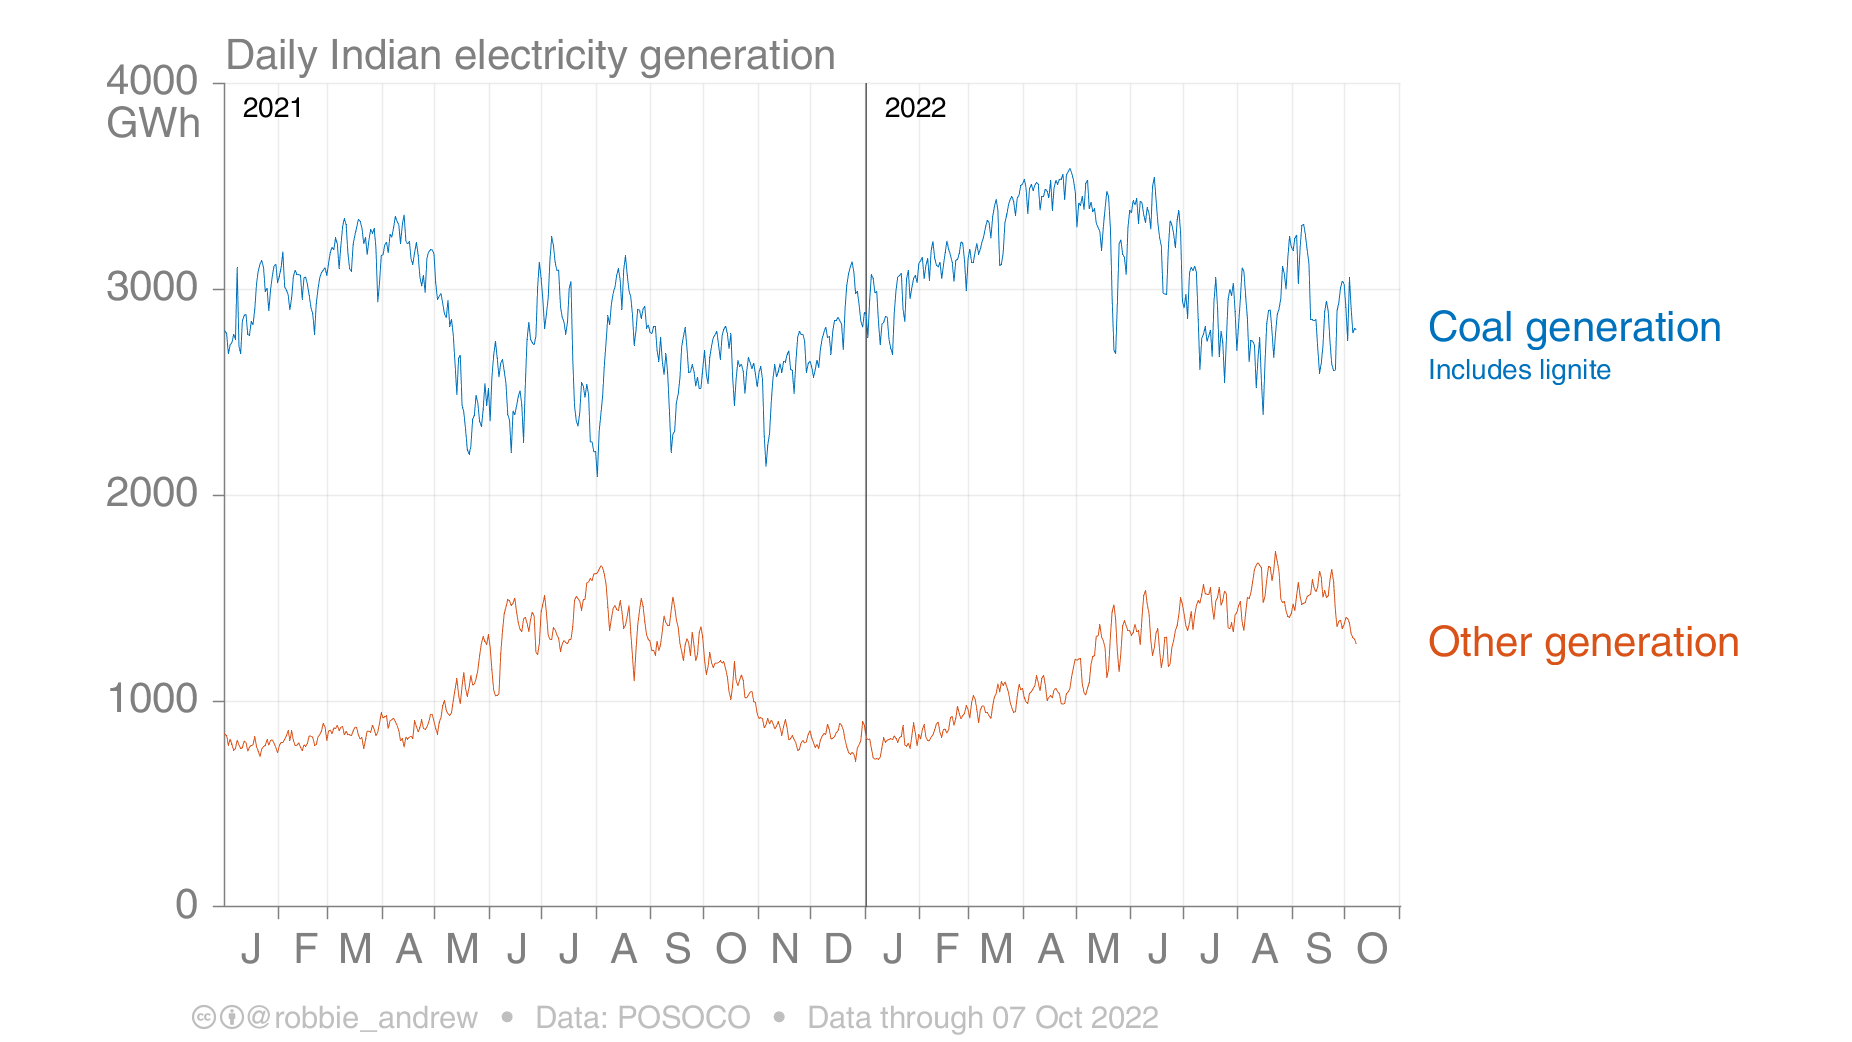 Daily Indian electricity generation
4000
GWh
2021
2022
3000
Coal generation
Includes lignite
2000
Other generation
1000
0
J F M A M J J A S O N D J F M A M J J A S O
@robbie_andrew • Data: POSOCO • Data through 07 Oct 2022